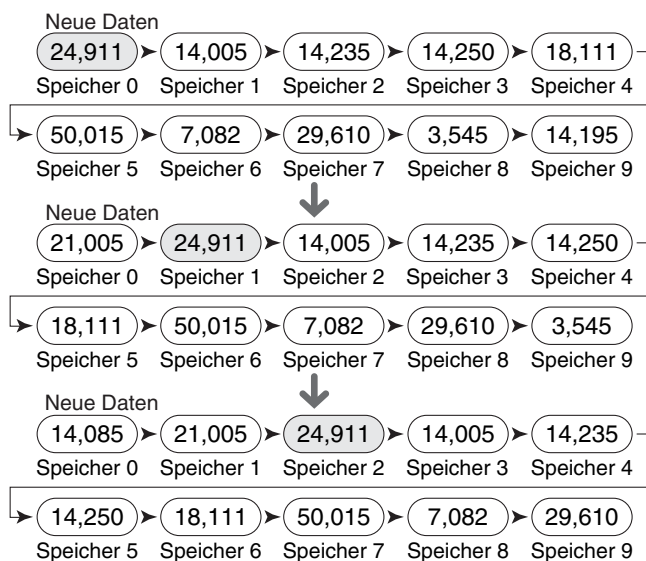 Neue Daten
24,911 14,005 14,235 14,250 18,111
Speicher 0 Speicher 1 Speicher 2 Speicher 3 Speicher 4
50,015 7,082 29,610 3,545 14,195
Speicher 5 Speicher 6 Speicher 7 Speicher 8 Speicher 9
Neue Daten
21,005 24,911 14,005 14,235 14,250
Speicher 0 Speicher 1 Speicher 2 Speicher 3 Speicher 4
18,111 50,015 7,082 29,610 3,545
Speicher 5 Speicher 6 Speicher 7 Speicher 8 Speicher 9
Neue Daten
14,085 21,005 24,911 14,005 14,235
Speicher 0 Speicher 1 Speicher 2 Speicher 3 Speicher 4
14,250 18,111 50,015 7,082 29,610
Speicher 5 Speicher 6 Speicher 7 Speicher 8 Speicher 9